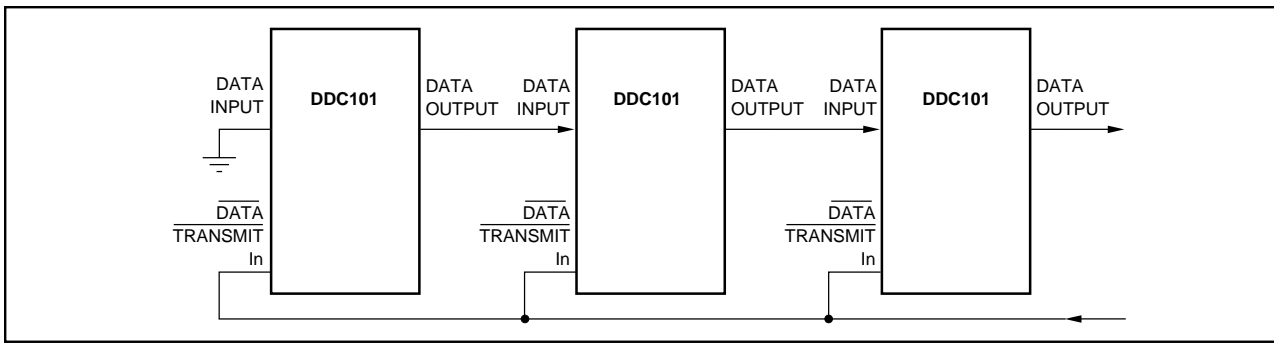 DATA
INPUT
DDC101
DATA
OUTPUT
DATA
INPUT
DDC101
DATA
OUTPUT
DATA
INPUT
DDC101
DATA
OUTPUT
DATA
TRANSMIT
In
DATA
TRANSMIT
In
DATA
TRANSMIT
In